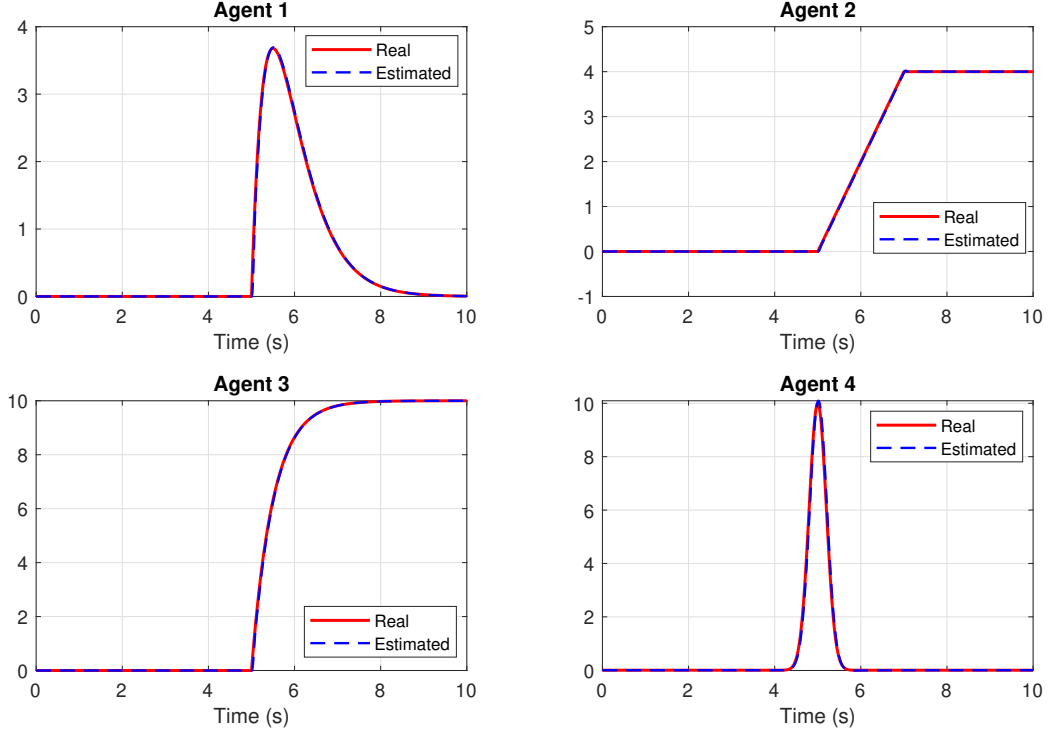 Agent 1
4
3
2
1
0
0 2 4 6 8 10
Time (s)
Real
Estimated
Agent 2
5
4
3
2
1
0
-1
0 2 4 6 8 10
Time (s)
Real
Estimated
Agent 3
10
8
6
4
2
0
0 2 4 6 8 10
Time (s)
Real
Estimated
Agent 4
10
8
6
4
2
0
0 2 4 6 8 10
Time (s)
Real
Estimated